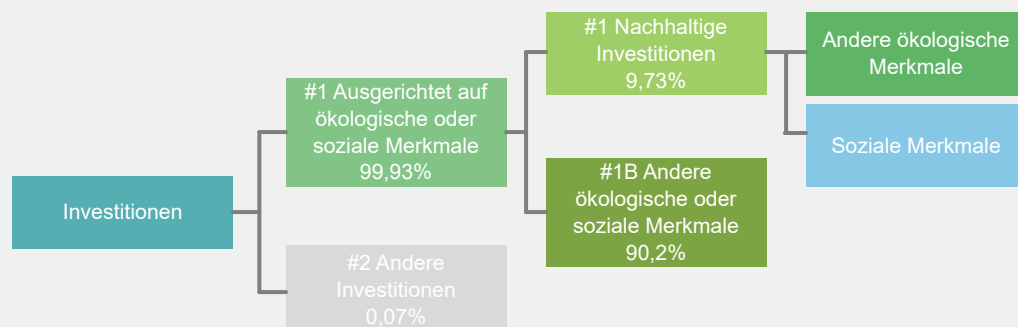 Investitionen
#1 Ausgerichtet auf
ökologische oder
soziale Merkmale
99,93%
#2 Andere
Investitionen
0,07%
#1 Nachhaltige
Investitionen
9,73%
#1B Andere
ökologische oder
soziale Merkmale
90,2%
Andere ökologische
Merkmale
Soziale Merkmale